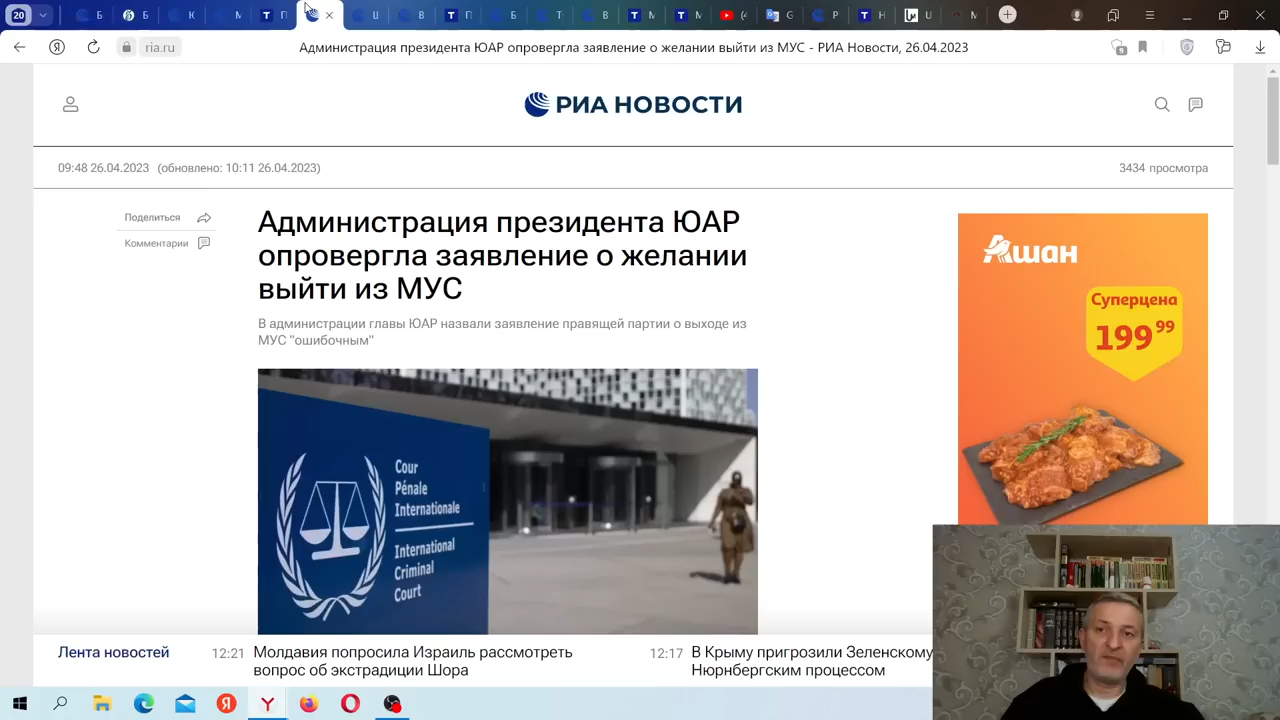 20
Б
Б
К
М
П
Ц
В
П
Б
Т
В
М
М
(4
G
Р
Н
U
М
ria.ru
Администрация президента ЮАР опровергла заявление о желании выйти из МУС - РИА Новости, 26.04.2023
9
РИА НОВОСТИ
09:48 26.04.2023 (обновлено: 10:11 26.04.2023)
3434 просмотра
Поделиться
Комментарии
Администрация президента ЮАР
опровергла заявление о желании
выйти из МУС
В администрации главы ЮАР назвали заявление правящей партии о выходе из
МУС "ошибочным"
Ашан
Суперцена
199 99
Cour
Pénale
Internationale
International
Criminal
Court
Лента новостей
12:21 Молдавия попросила Израиль рассмотреть
вопрос об экстрадиции Шора
12:17 В Крыму пригрозили Зеленскому
Нюрнбергским процессом